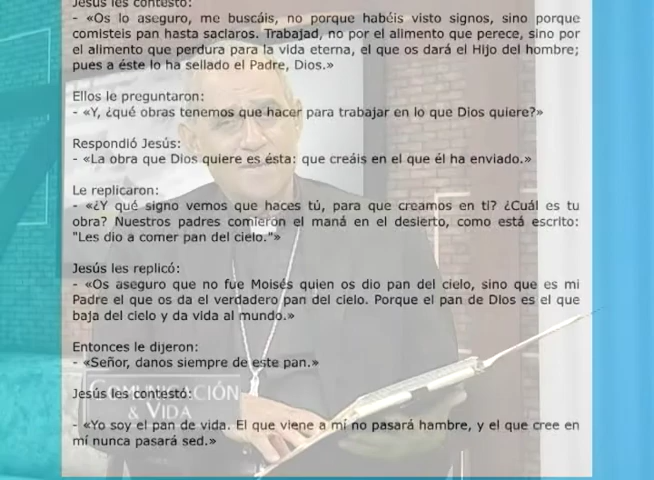 Jesús les contestó:
- «Os lo aseguro, me buscáis, no porque habéis visto signos, sino porque
comisteis pan hasta saciaros. Trabajad, no por el alimento que perece, sino por
el alimento que perdura para la vida eterna, el que os dará el Hijo del hombre;
pues a éste lo ha sellado el Padre, Dios.»
Ellos le preguntaron:
- «Y, ¿qué obras tenemos que hacer para trabajar en lo que Dios quiere?»
Respondió Jesús:
- «La obra que Dios quiere es ésta: que creáis en el que él ha enviado.»
Le replicaron:
- «¿Y qué signo vemos que haces tú, para que creamos en ti? ¿Cuál es tu
obra? Nuestros padres comieron el maná en el desierto, como está escrito:
"Les dio a comer pan del cielo."»
Jesús les replicó:
- «Os aseguro que no fue Moisés quien os dio pan del cielo, sino que es mi
Padre el que os da el verdadero pan del cielo. Porque el pan de Dios es el que
baja del cielo y da vida al mundo.»
Entonces le dijeron:
- «Señor, danos siempre de este pan.»
COMUNICACIÓN
& VIDA
Jesús les contestó:
- «Yo soy el pan de vida. El que viene a mí no pasará hambre, y el que cree en
mí nunca pasará sed.»